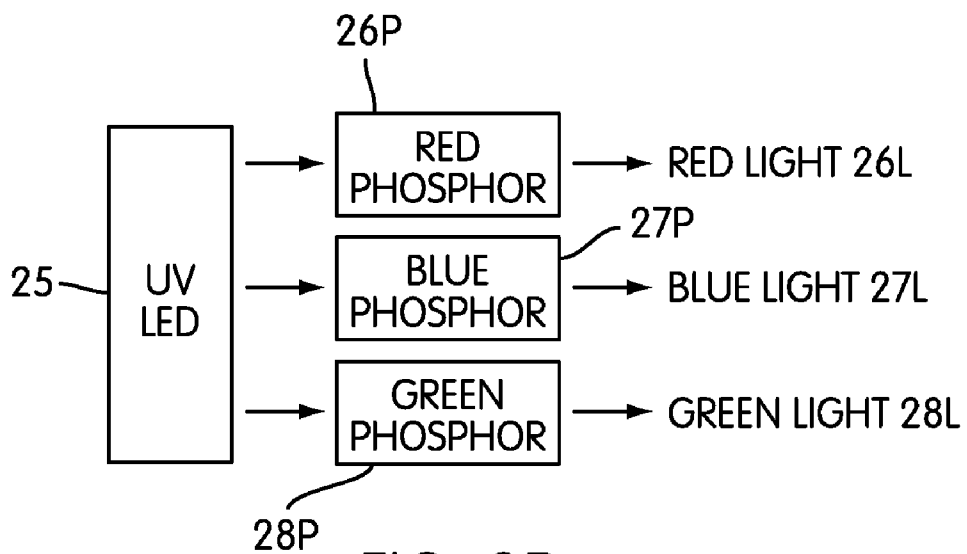 26P
RED
PHOSPHOR
RED LIGHT 26L
27P
25
UV
LED
BLUE
PHOSPHOR
BLUE LIGHT 27L
GREEN
PHOSPHOR
GREEN LIGHT 28L
28P